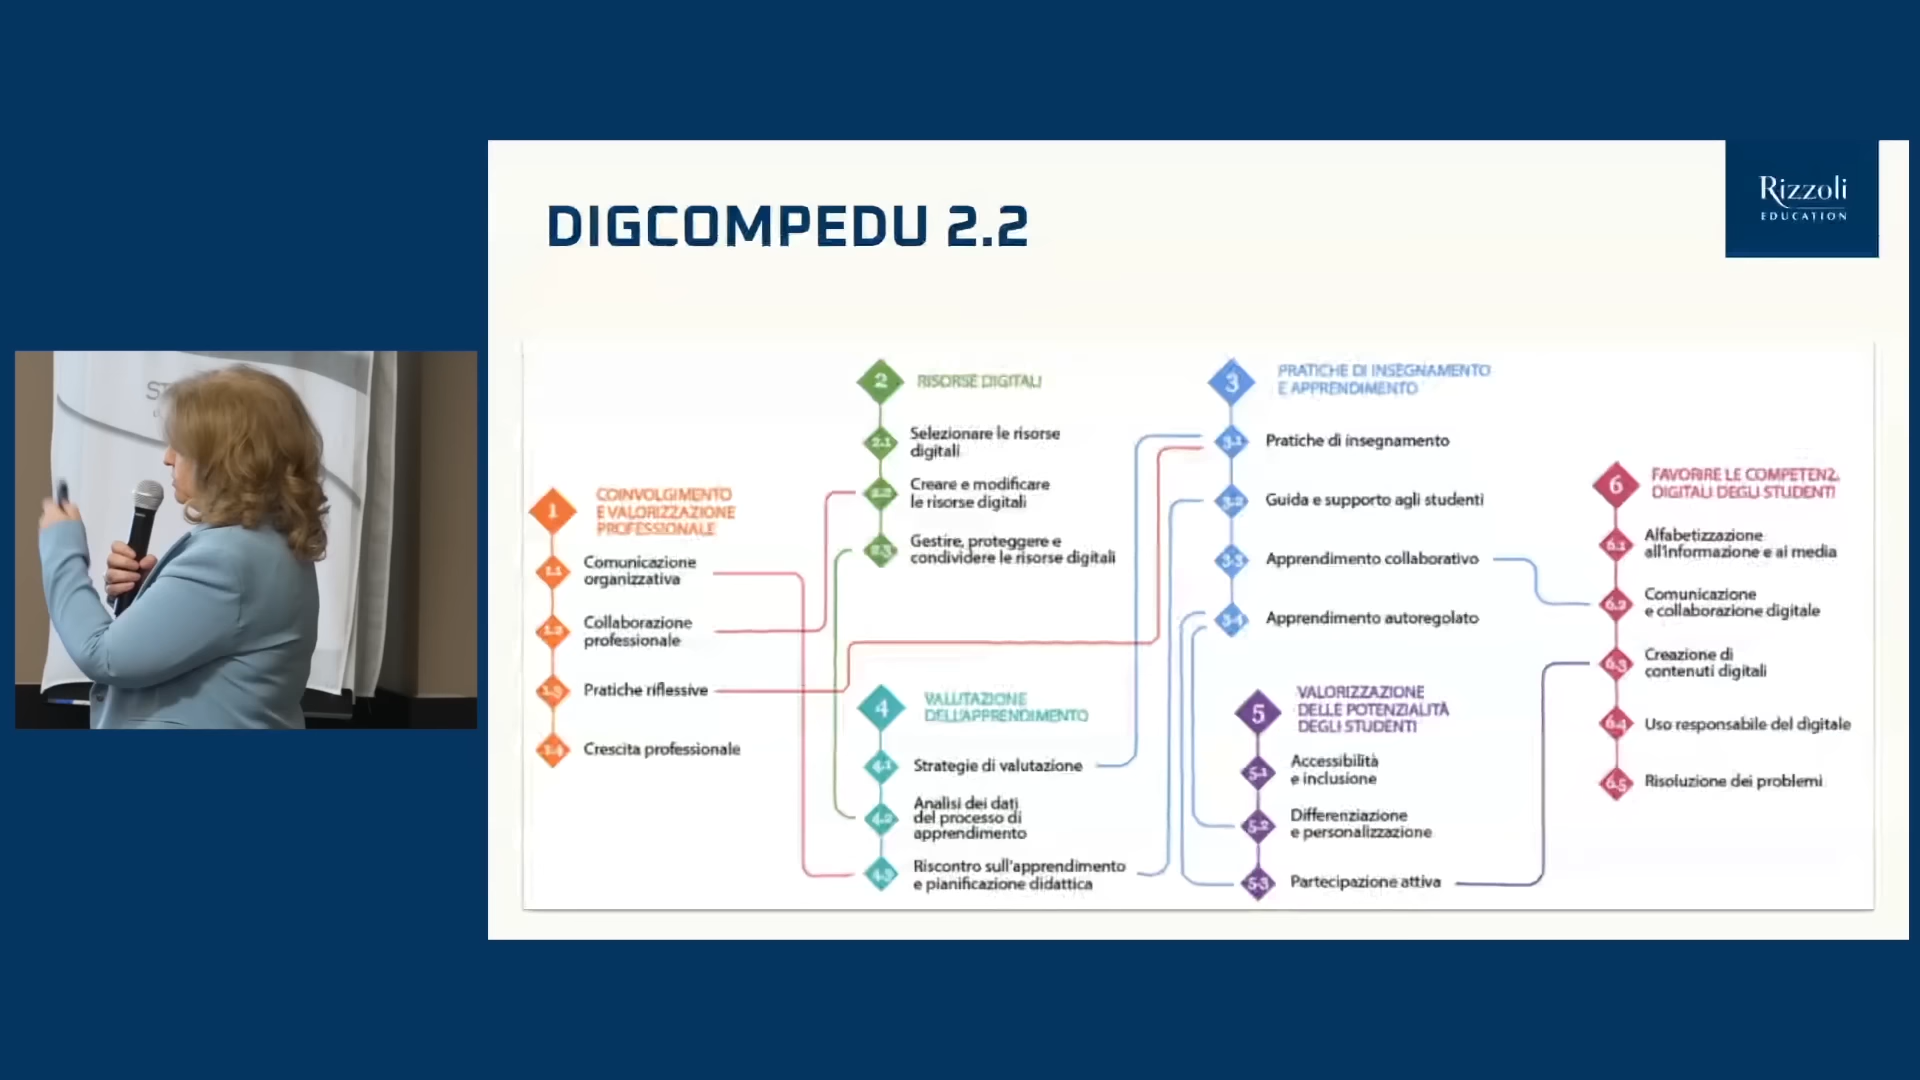 Rizzoli
EDUCATION
DIGCOMPEDU 2.2
1
COINVOLGIMENTO
E VALORIZZAZIONE
PROFESSIONALE
1.1
Comunicazione
organizzativa
1.2
Collaborazione
professionale
1.3
Pratiche riflessive
1.4
Crescita professionale
2
RISORSE DIGITALI
2.1
Selezionare le risorse
digitali
2.2
Creare e modificare
le risorse digitali
2.3
Gestire, proteggere e
condividere le risorse digitali
3
PRATICHE DI INSEGNAMENTO
E APPRENDIMENTO
3.1
Pratiche di insegnamento
3.2
Guida e supporto agli studenti
3.3
Apprendimento collaborativo
3.4
Apprendimento autoregolato
4
VALUTAZIONE
DELL'APPRENDIMENTO
4.1
Strategie di valutazione
4.2
Analisi dei dati
del processo di
apprendimento
4.3
Riscontro sull'apprendimento
e pianificazione didattica
5
VALORIZZAZIONE
DELLE POTENZIALITÀ
DEGLI STUDENTI
5.1
Accessibilità
e inclusione
5.2
Differenziazione
e personalizzazione
5.3
Partecipazione attiva
6
FAVORIRE LE COMPETENZ
DIGITALI DEGLI STUDENTI
6.1
Alfabetizzazione
all'informazione e ai media
6.2
Comunicazione
e collaborazione digitale
6.3
Creazione di
contenuti digitali
6.4
Uso responsabile del digitale
6.5
Risoluzione dei problemi